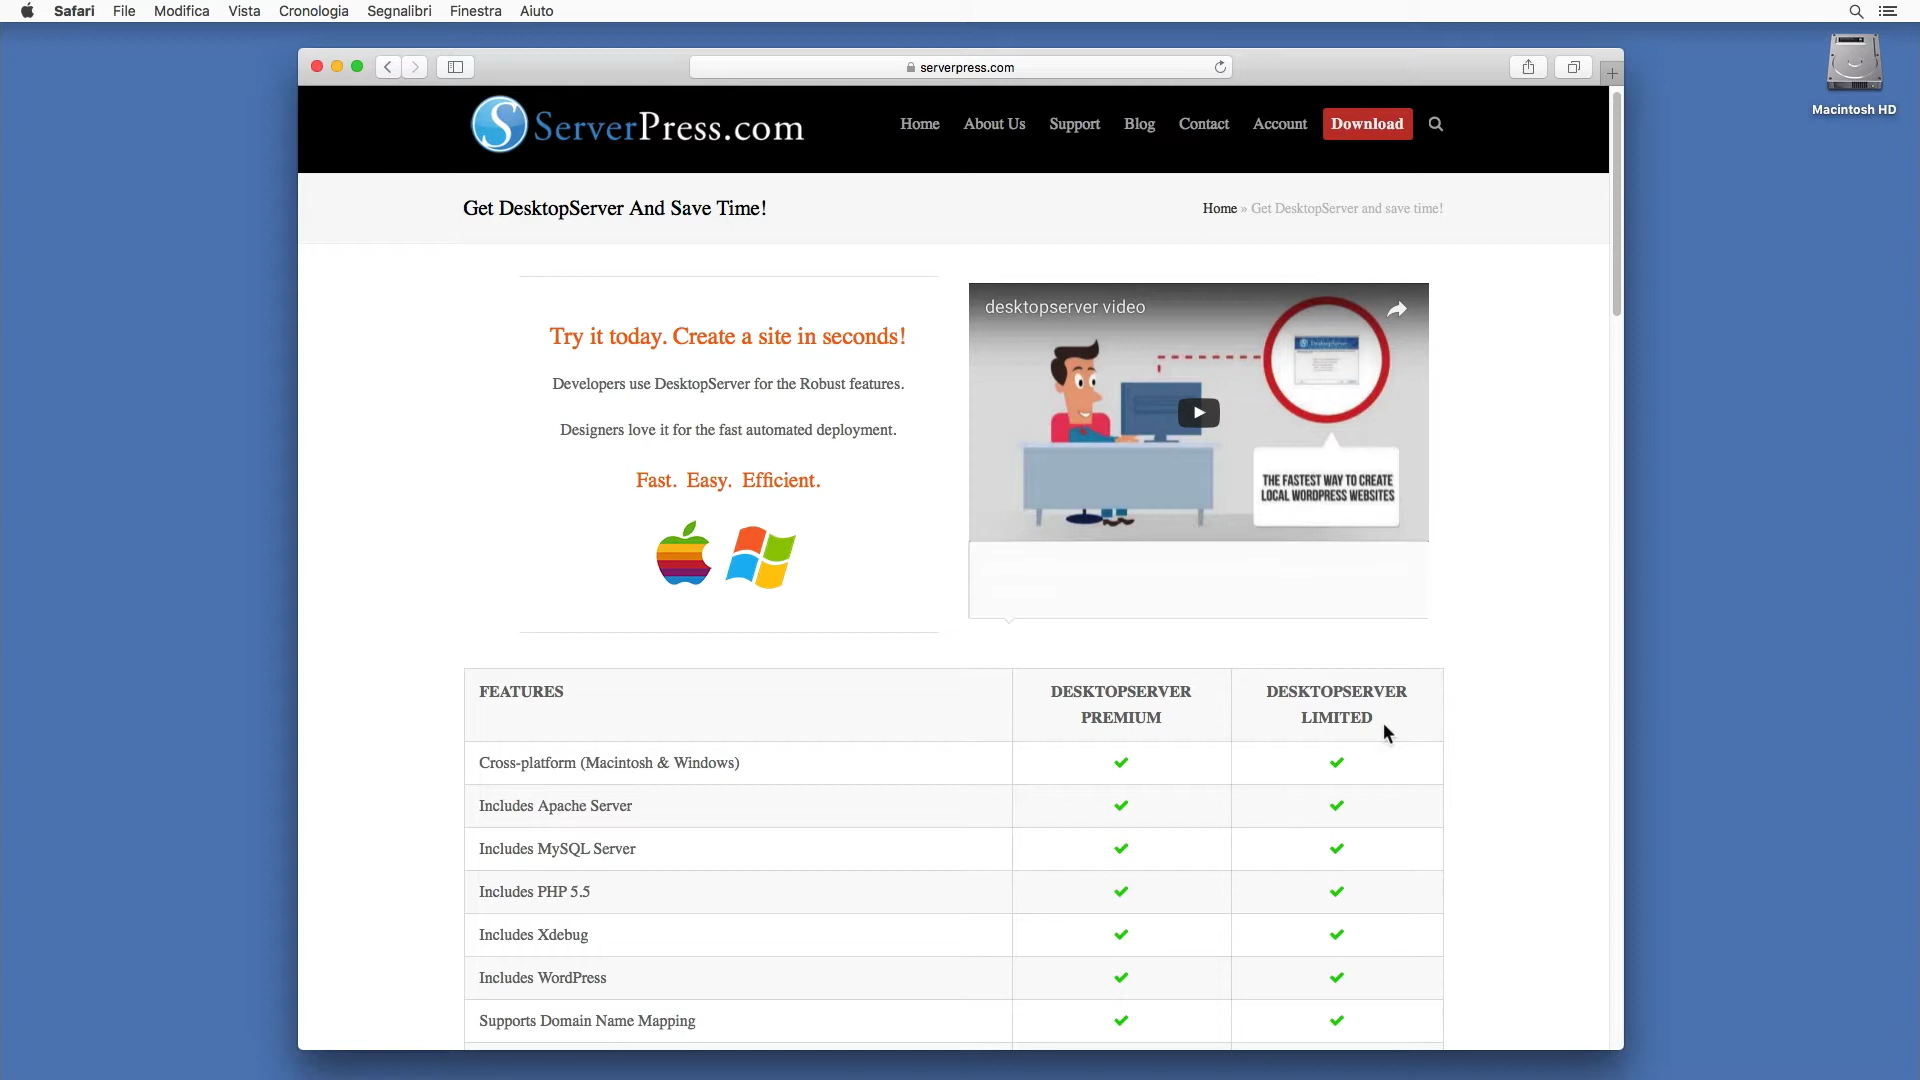 Safari File Modifica Vista Cronologia Segnalibri Finestra Aiuto
serverpress.com
Macintosh HD
S ServerPress.com
Home About Us Support Blog Contact Account Download
Get DesktopServer And Save Time!
Home » Get DesktopServer and save time!
Try it today. Create a site in seconds!
Developers use DesktopServer for the Robust features.
Designers love it for the fast automated deployment.
Fast. Easy. Efficient.
desktopserver video
THE FASTEST WAY TO CREATE
LOCAL WORDPRESS WEBSITES
FEATURES
DESKTOPSERVER
PREMIUM
DESKTOPSERVER
LIMITED
Cross-platform (Macintosh & Windows)
Includes Apache Server
Includes MySQL Server
Includes PHP 5.5
Includes Xdebug
Includes WordPress
Supports Domain Name Mapping